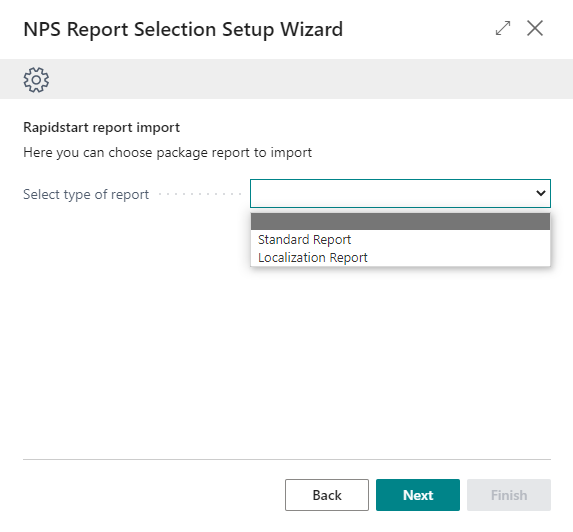 NPS Report Selection Setup Wizard
Rapidstart report import
Here you can choose package report to import
Select type of report
Standard Report
Localization Report
Back
Next
Finish